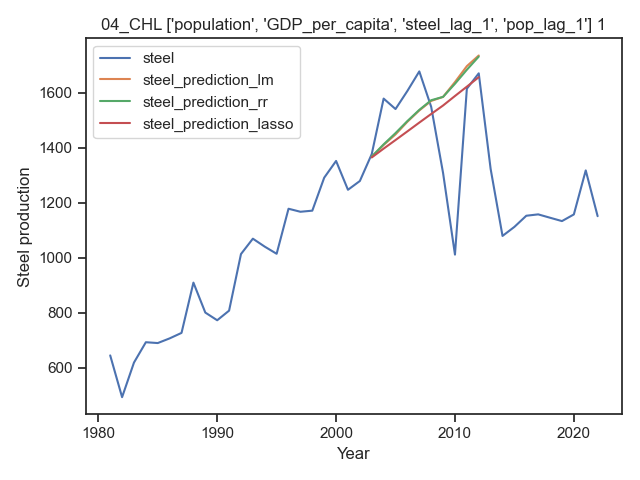 04_CHL ['population', 'GDP_per_capita', 'steel_lag_1', 'pop_lag_1'] 1
steel
steel_prediction_lm
steel_prediction_rr
steel_prediction_lasso
Steel production
1600
1400
1200
1000
800
600
1980
1990
2000
2010
2020
Year